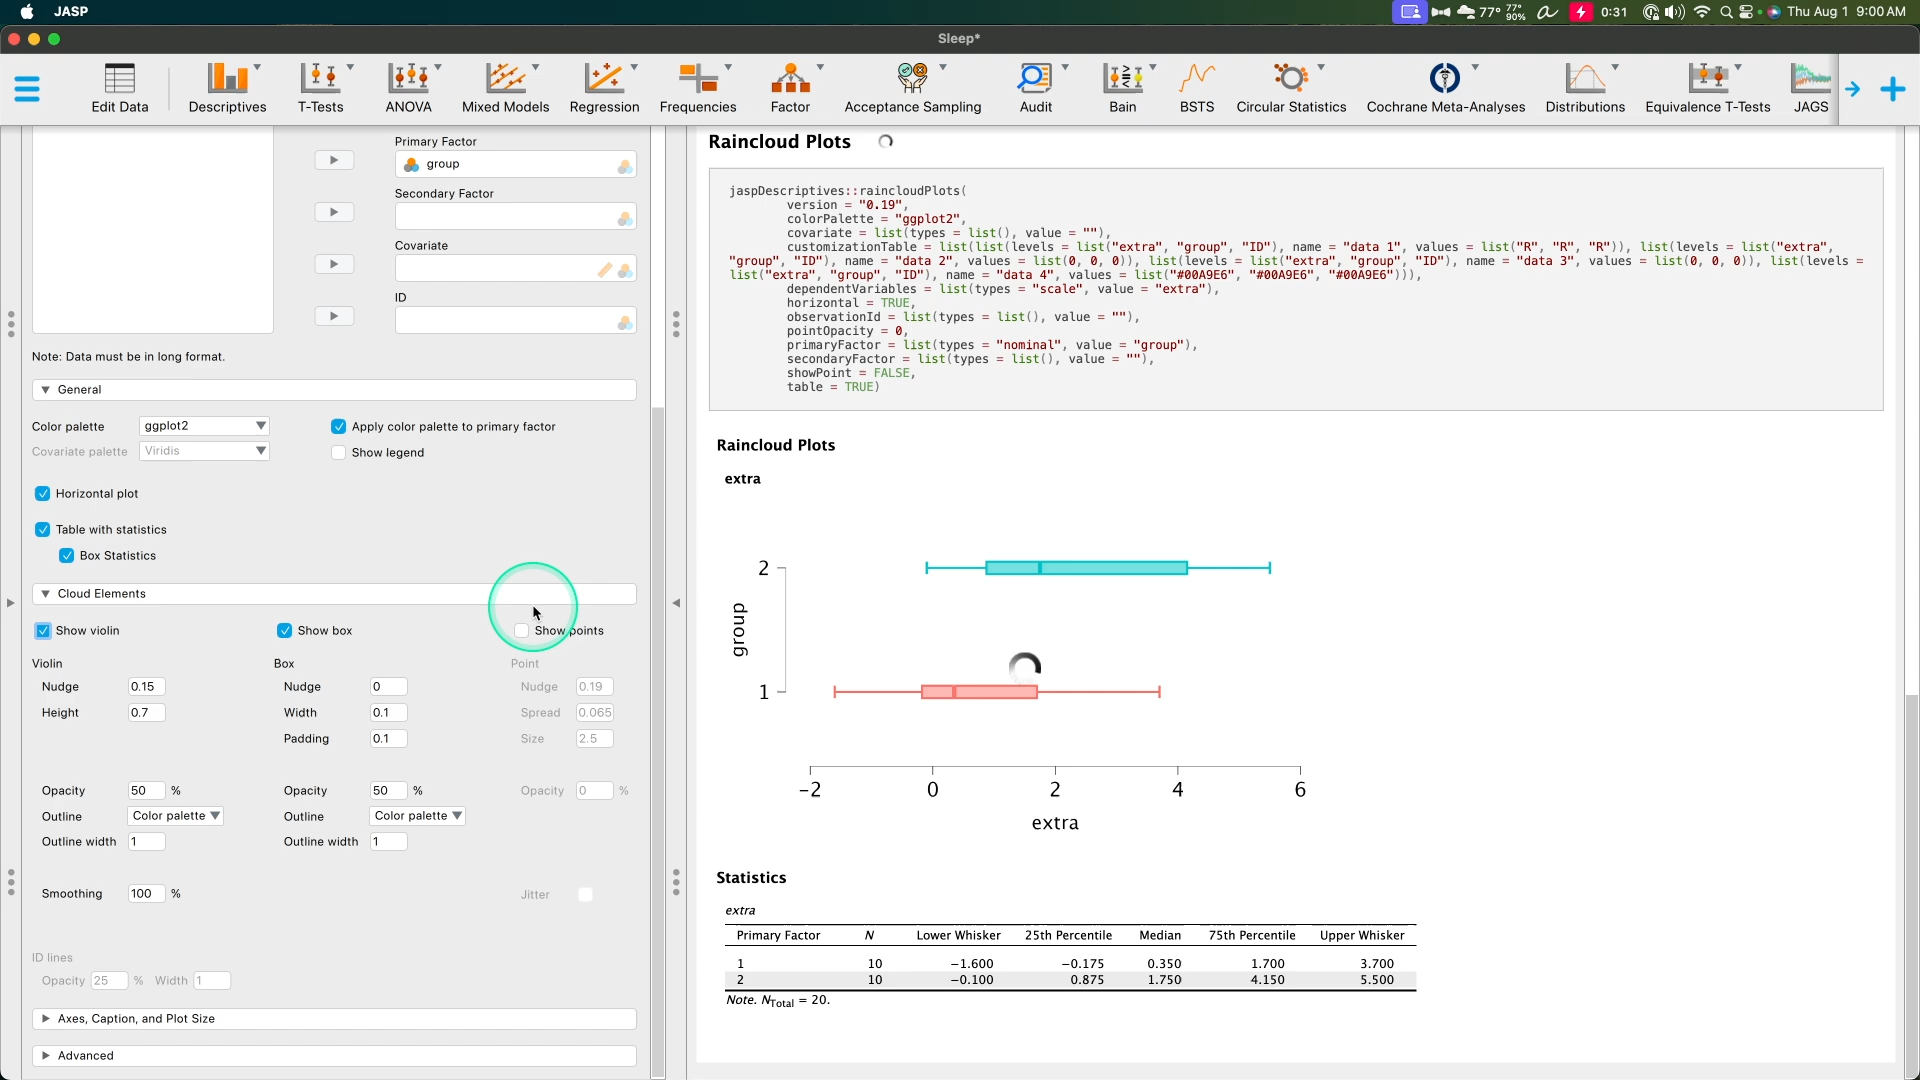 JASP
77° 77° 90% 0:31 Thu Aug 1 9:00 AM
Sleep*
Edit Data Descriptives T-Tests ANOVA Mixed Models Regression Frequencies Factor Acceptance Sampling Audit Bain BSTS Circular Statistics Cochrane Meta-Analyses Distributions Equivalence T-Tests JAGS
Primary Factor
group
Secondary Factor
Covariate
ID
Note: Data must be in long format.
General
Color palette ggplot2 Apply color palette to primary factor
Covariate palette Viridis Show legend
Horizontal plot
Table with statistics
Box Statistics
Cloud Elements
Show violin Show box Show points
Violin Box Point
Nudge 0.15 Nudge 0 Nudge 0.19
Height 0.7 Width 0.1 Spread 0.065
Padding 0.1 Size 2.5
Opacity 50 % Opacity 50 % Opacity 0 %
Outline Color palette Outline Color palette
Outline width 1 Outline width 1
Smoothing 100 % Jitter
ID lines
Opacity 25 % Width 1
Axes, Caption, and Plot Size
Advanced
Raincloud Plots
jaspDescriptives::raincloudPlots(
version = "0.19",
colorPalette = "ggplot2",
covariate = list(types = list(), value = ""),
customizationTable = list(list(levels = list("extra", "group", "ID"), name = "data 1", values = list("R", "R", "R")), list(levels = list("extra",
"group", "ID"), name = "data 2", values = list(0, 0, 0)), list(levels = list("extra", "group", "ID"), name = "data 3", values = list(0, 0, 0)), list(levels =
list("extra", "group", "ID"), name = "data 4", values = list("#00A9E6", "#00A9E6", "#00A9E6"))),
dependentVariables = list(types = "scale", value = "extra"),
horizontal = TRUE,
observationId = list(types = list(), value = ""),
pointOpacity = 0,
primaryFactor = list(types = "nominal", value = "group"),
secondaryFactor = list(types = list(), value = ""),
showPoint = FALSE,
table = TRUE)
Raincloud Plots
extra
2
group
1
-2 0 2 4 6
extra
Statistics
extra
Primary Factor N Lower Whisker 25th Percentile Median 75th Percentile Upper Whisker
1 10 −1.600 −0.175 0.350 1.700 3.700
2 10 −0.100 0.875 1.750 4.150 5.500
Note. NTotal = 20.